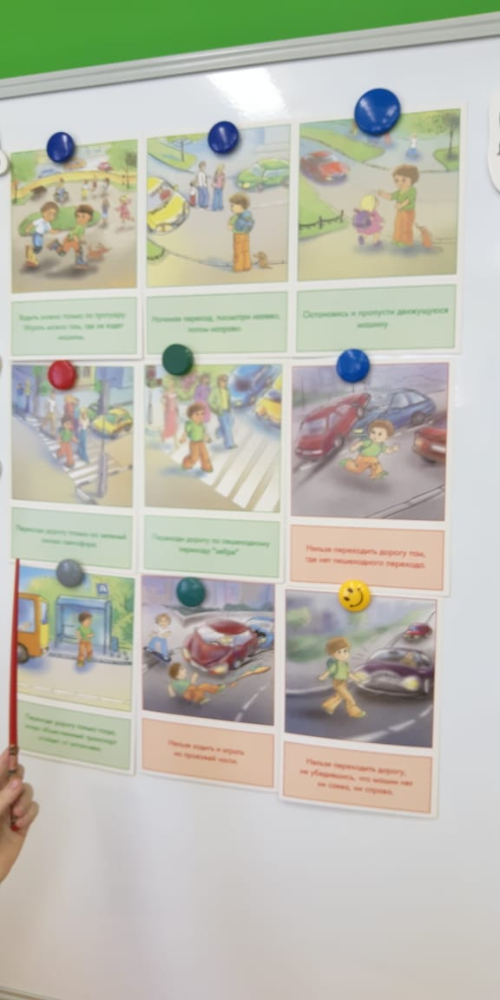 Ходить можно только по тротуару.
Играть можно там, где не ездят
машины.
Начиная переход, посмотри налево,
потом направо.
Остановись и пропусти движущуюся
машину.
Переходи дорогу только на зеленый
сигнал светофора.
Переходи дорогу по пешеходному
переходу "зебра"
Нельзя переходить дорогу там,
где нет пешеходного перехода.
Переходи дорогу только тогда,
когда общественный транспорт
отъедет от остановки.
Нельзя ходить и играть
на проезжей части.
Нельзя переходить дорогу,
не убедившись, что машин нет
ни слева, ни справа.